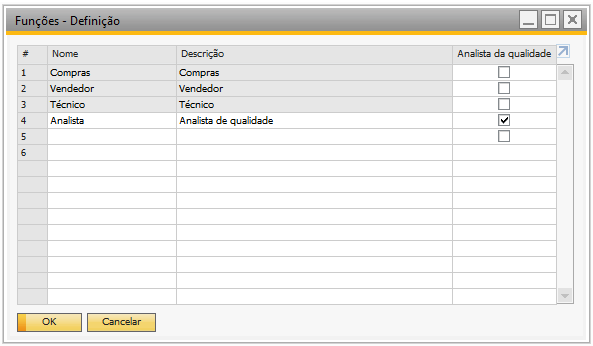 Funções - Definição
# Nome Descrição Analista da qualidade
1 Compras Compras
2 Vendedor Vendedor
3 Técnico Técnico
4 Analista Analista de qualidade
5
6
OK Cancelar